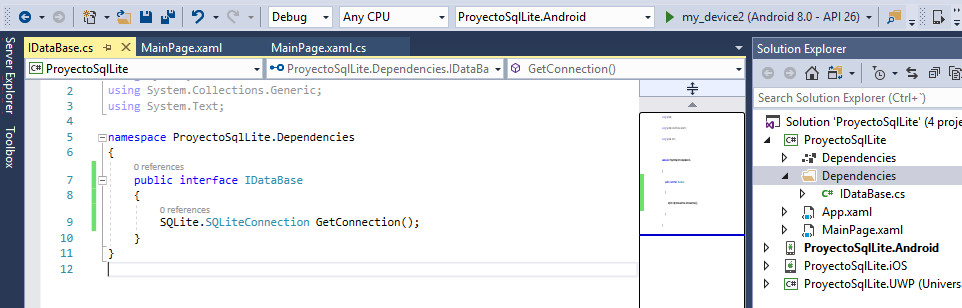 Debug
Any CPU
ProyectoSqlLite.Android
my_device2 (Android 8.0 - API 26)
Server Explorer
Toolbox
IDataBase.cs
MainPage.xaml
MainPage.xaml.cs
C# ProyectoSqlLite
ProyectoSqlLite.Dependencies.IDataBa
GetConnection()
2 using System.Collections.Generic;
3 using System.Text;
4
5 namespace ProyectoSqlLite.Dependencies
6 {
0 references
7 public interface IDataBase
8 {
0 references
9 SQLite.SQLiteConnection GetConnection();
10 }
11 }
12
Solution Explorer
Search Solution Explorer (Ctrl+¨)
Solution 'ProyectoSqlLite' (4 proje
C# ProyectoSqlLite
Dependencies
Dependencies
C# IDataBase.cs
App.xaml
MainPage.xaml
ProyectoSqlLite.Android
ProyectoSqlLite.iOS
C# ProyectoSqlLite.UWP (Univers